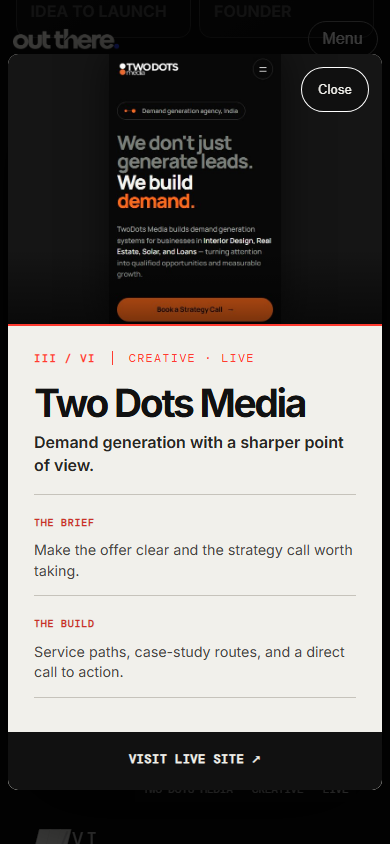 IDEA TO LAUNCH
FOUNDER
out there.
Menu
TWO DOTS
media
Close
Demand generation agency, India
We don't just
generate leads.
We build
demand.
TwoDots Media builds demand generation
systems for businesses in Interior Design, Real
Estate, Solar, and Loans — turning attention
into qualified opportunities and measurable
growth.
Book a Strategy Call →
III / VI | CREATIVE · LIVE
Two Dots Media
Demand generation with a sharper point
of view.
THE BRIEF
Make the offer clear and the strategy call worth
taking.
THE BUILD
Service paths, case-study routes, and a direct
call to action.
VISIT LIVE SITE ↗
TWO DOTS MEDIA CREATIVE LIVE
VI